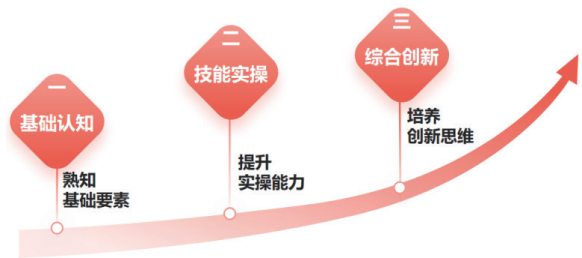 一
基础认知
熟知
基础要素
二
技能实操
提升
实操能力
三
综合创新
培养
创新思维